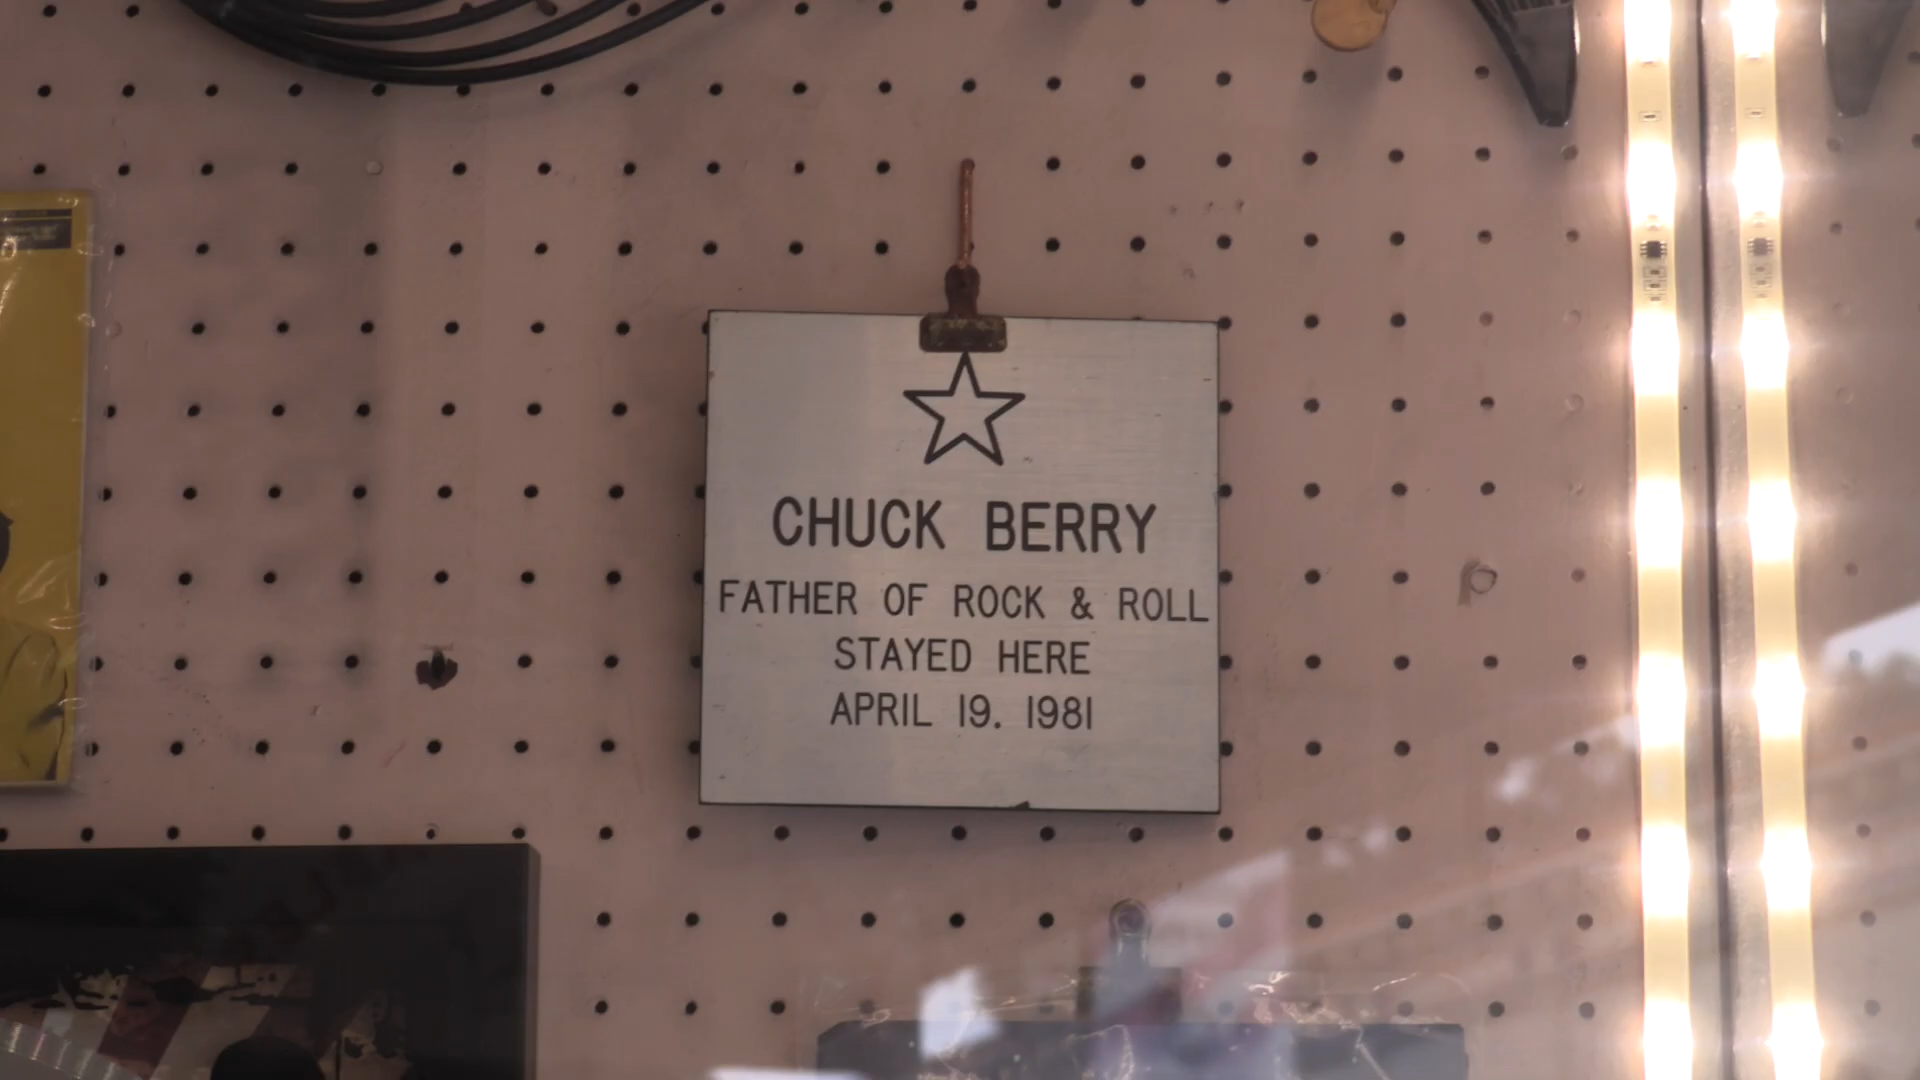 CHUCK BERRY
FATHER OF ROCK & ROLL
STAYED HERE
APRIL 19. 1981